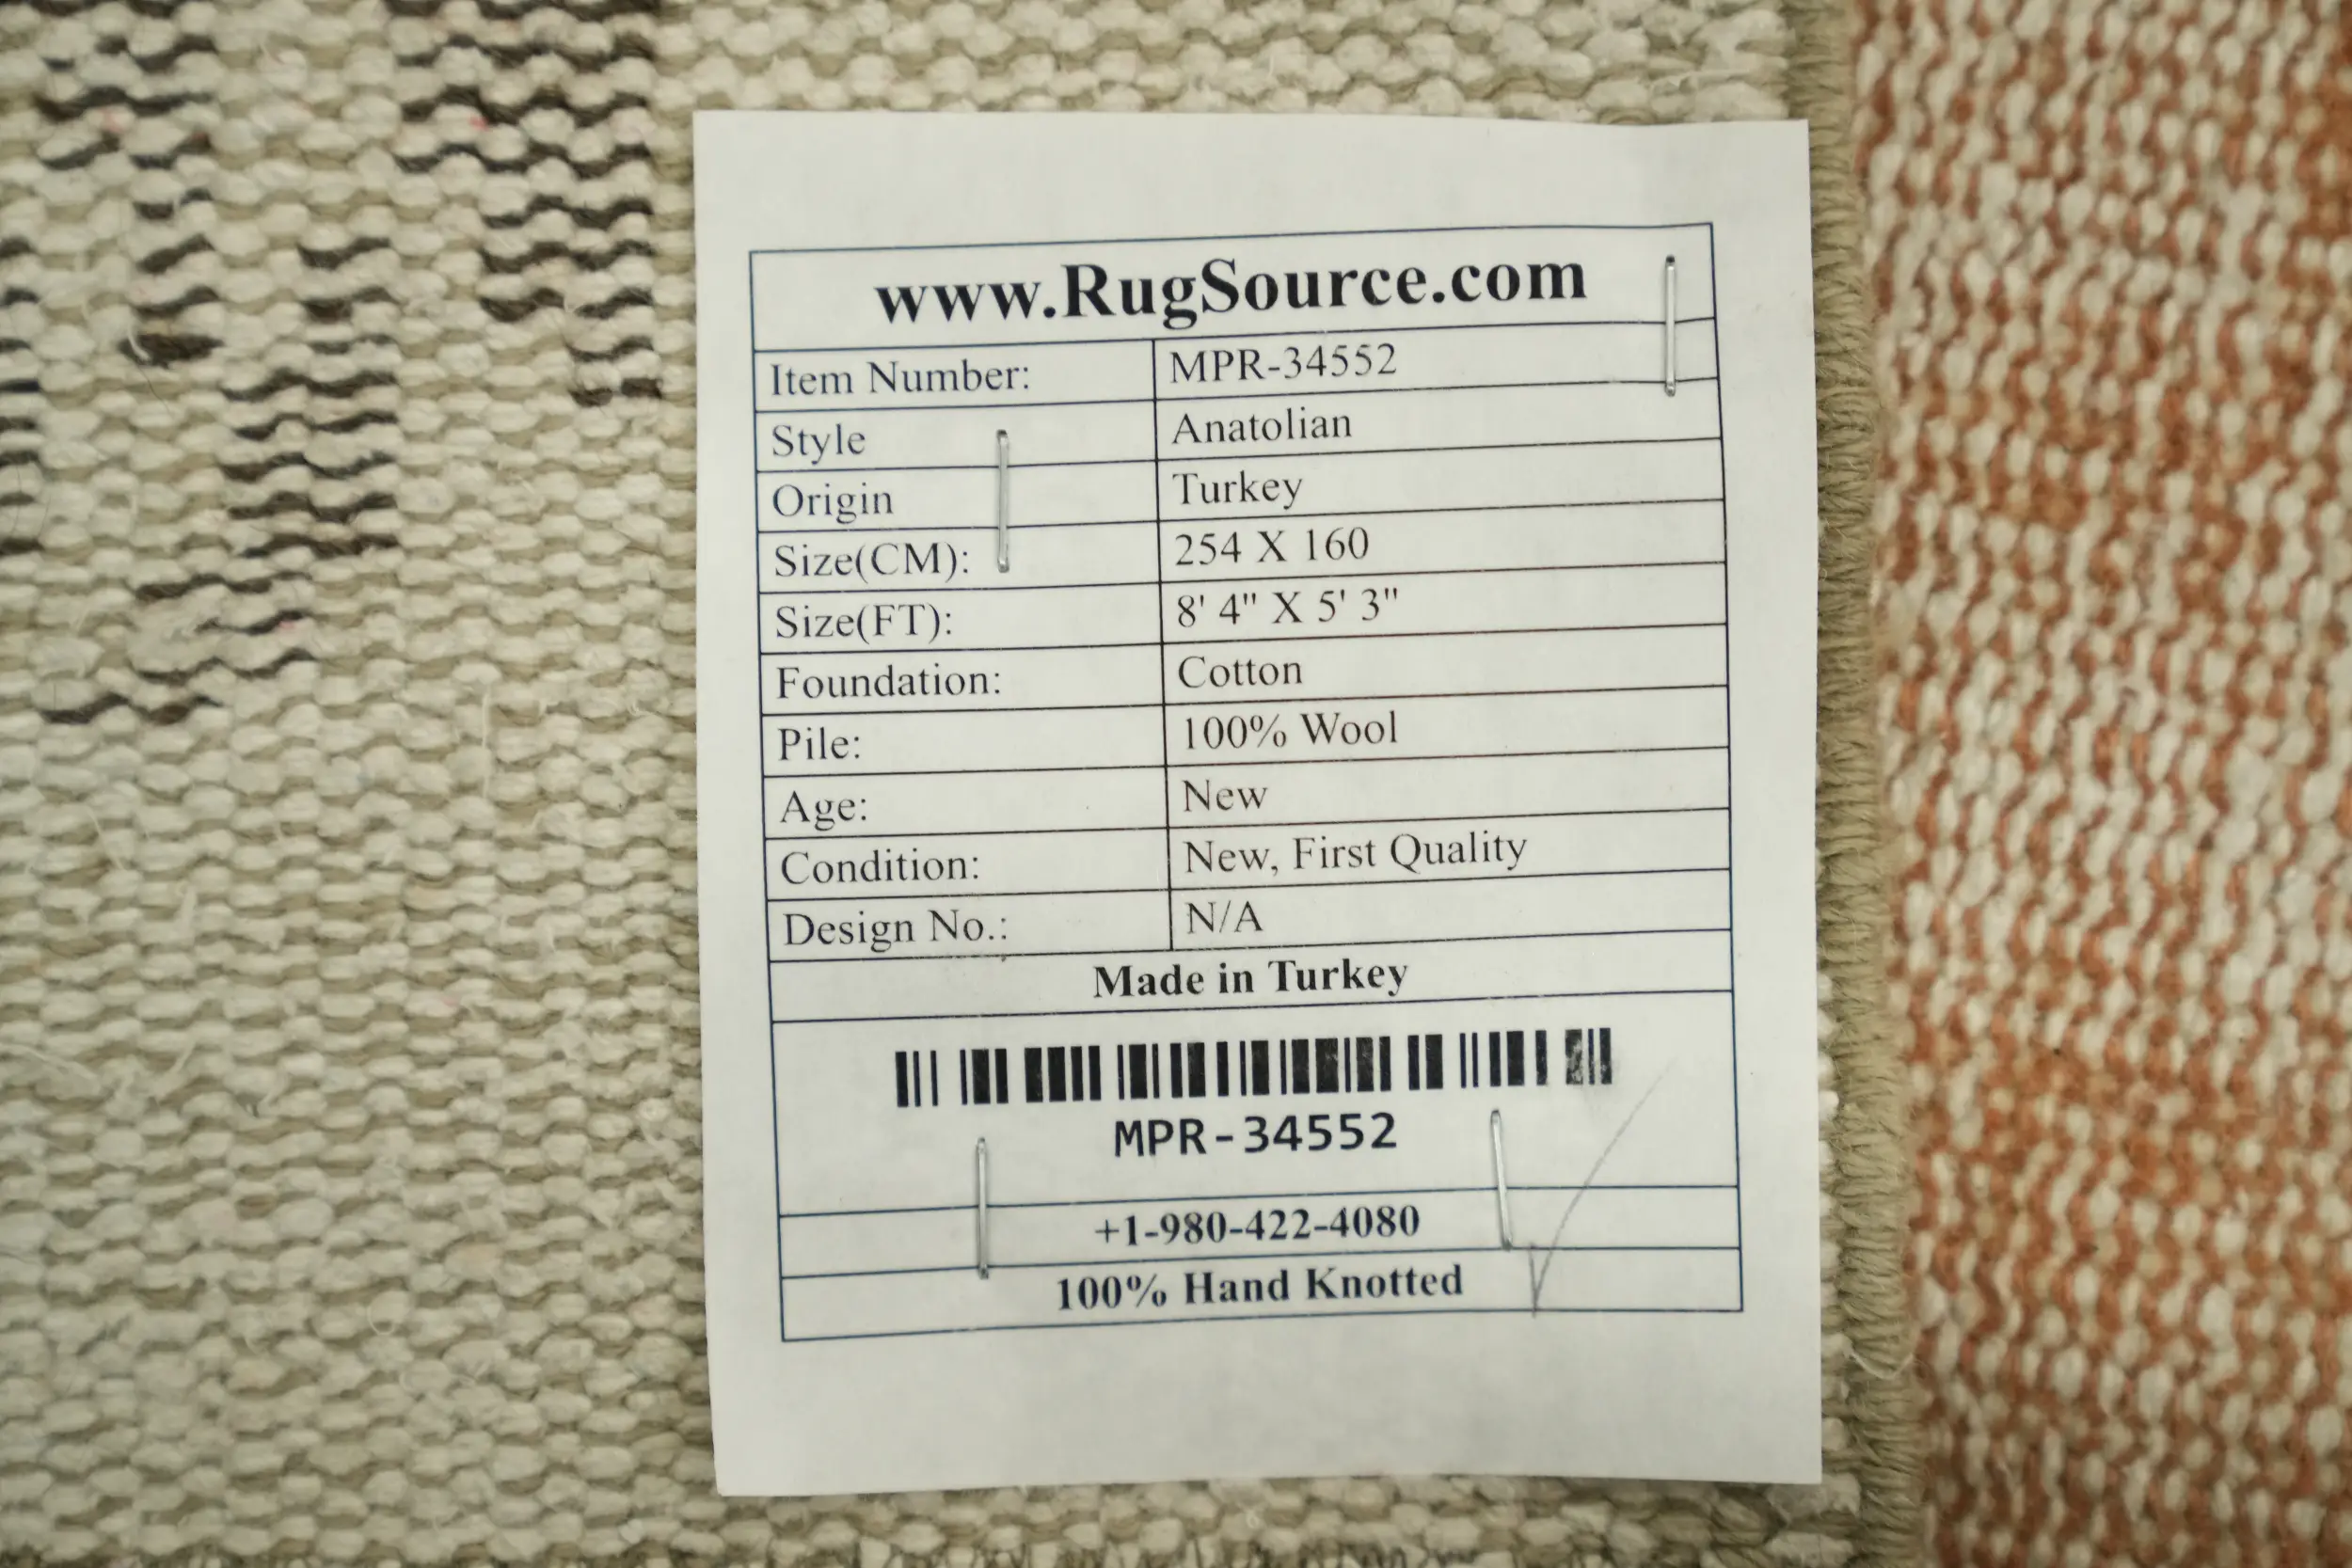 www.RugSource.com
Item Number: MPR-34552
Style Anatolian
Origin Turkey
Size(CM): 254 X 160
Size(FT): 8' 4" X 5' 3"
Foundation: Cotton
Pile: 100% Wool
Age: New
Condition: New, First Quality
Design No.: N/A
Made in Turkey
MPR-34552
+1-980-422-4080
100% Hand Knotted